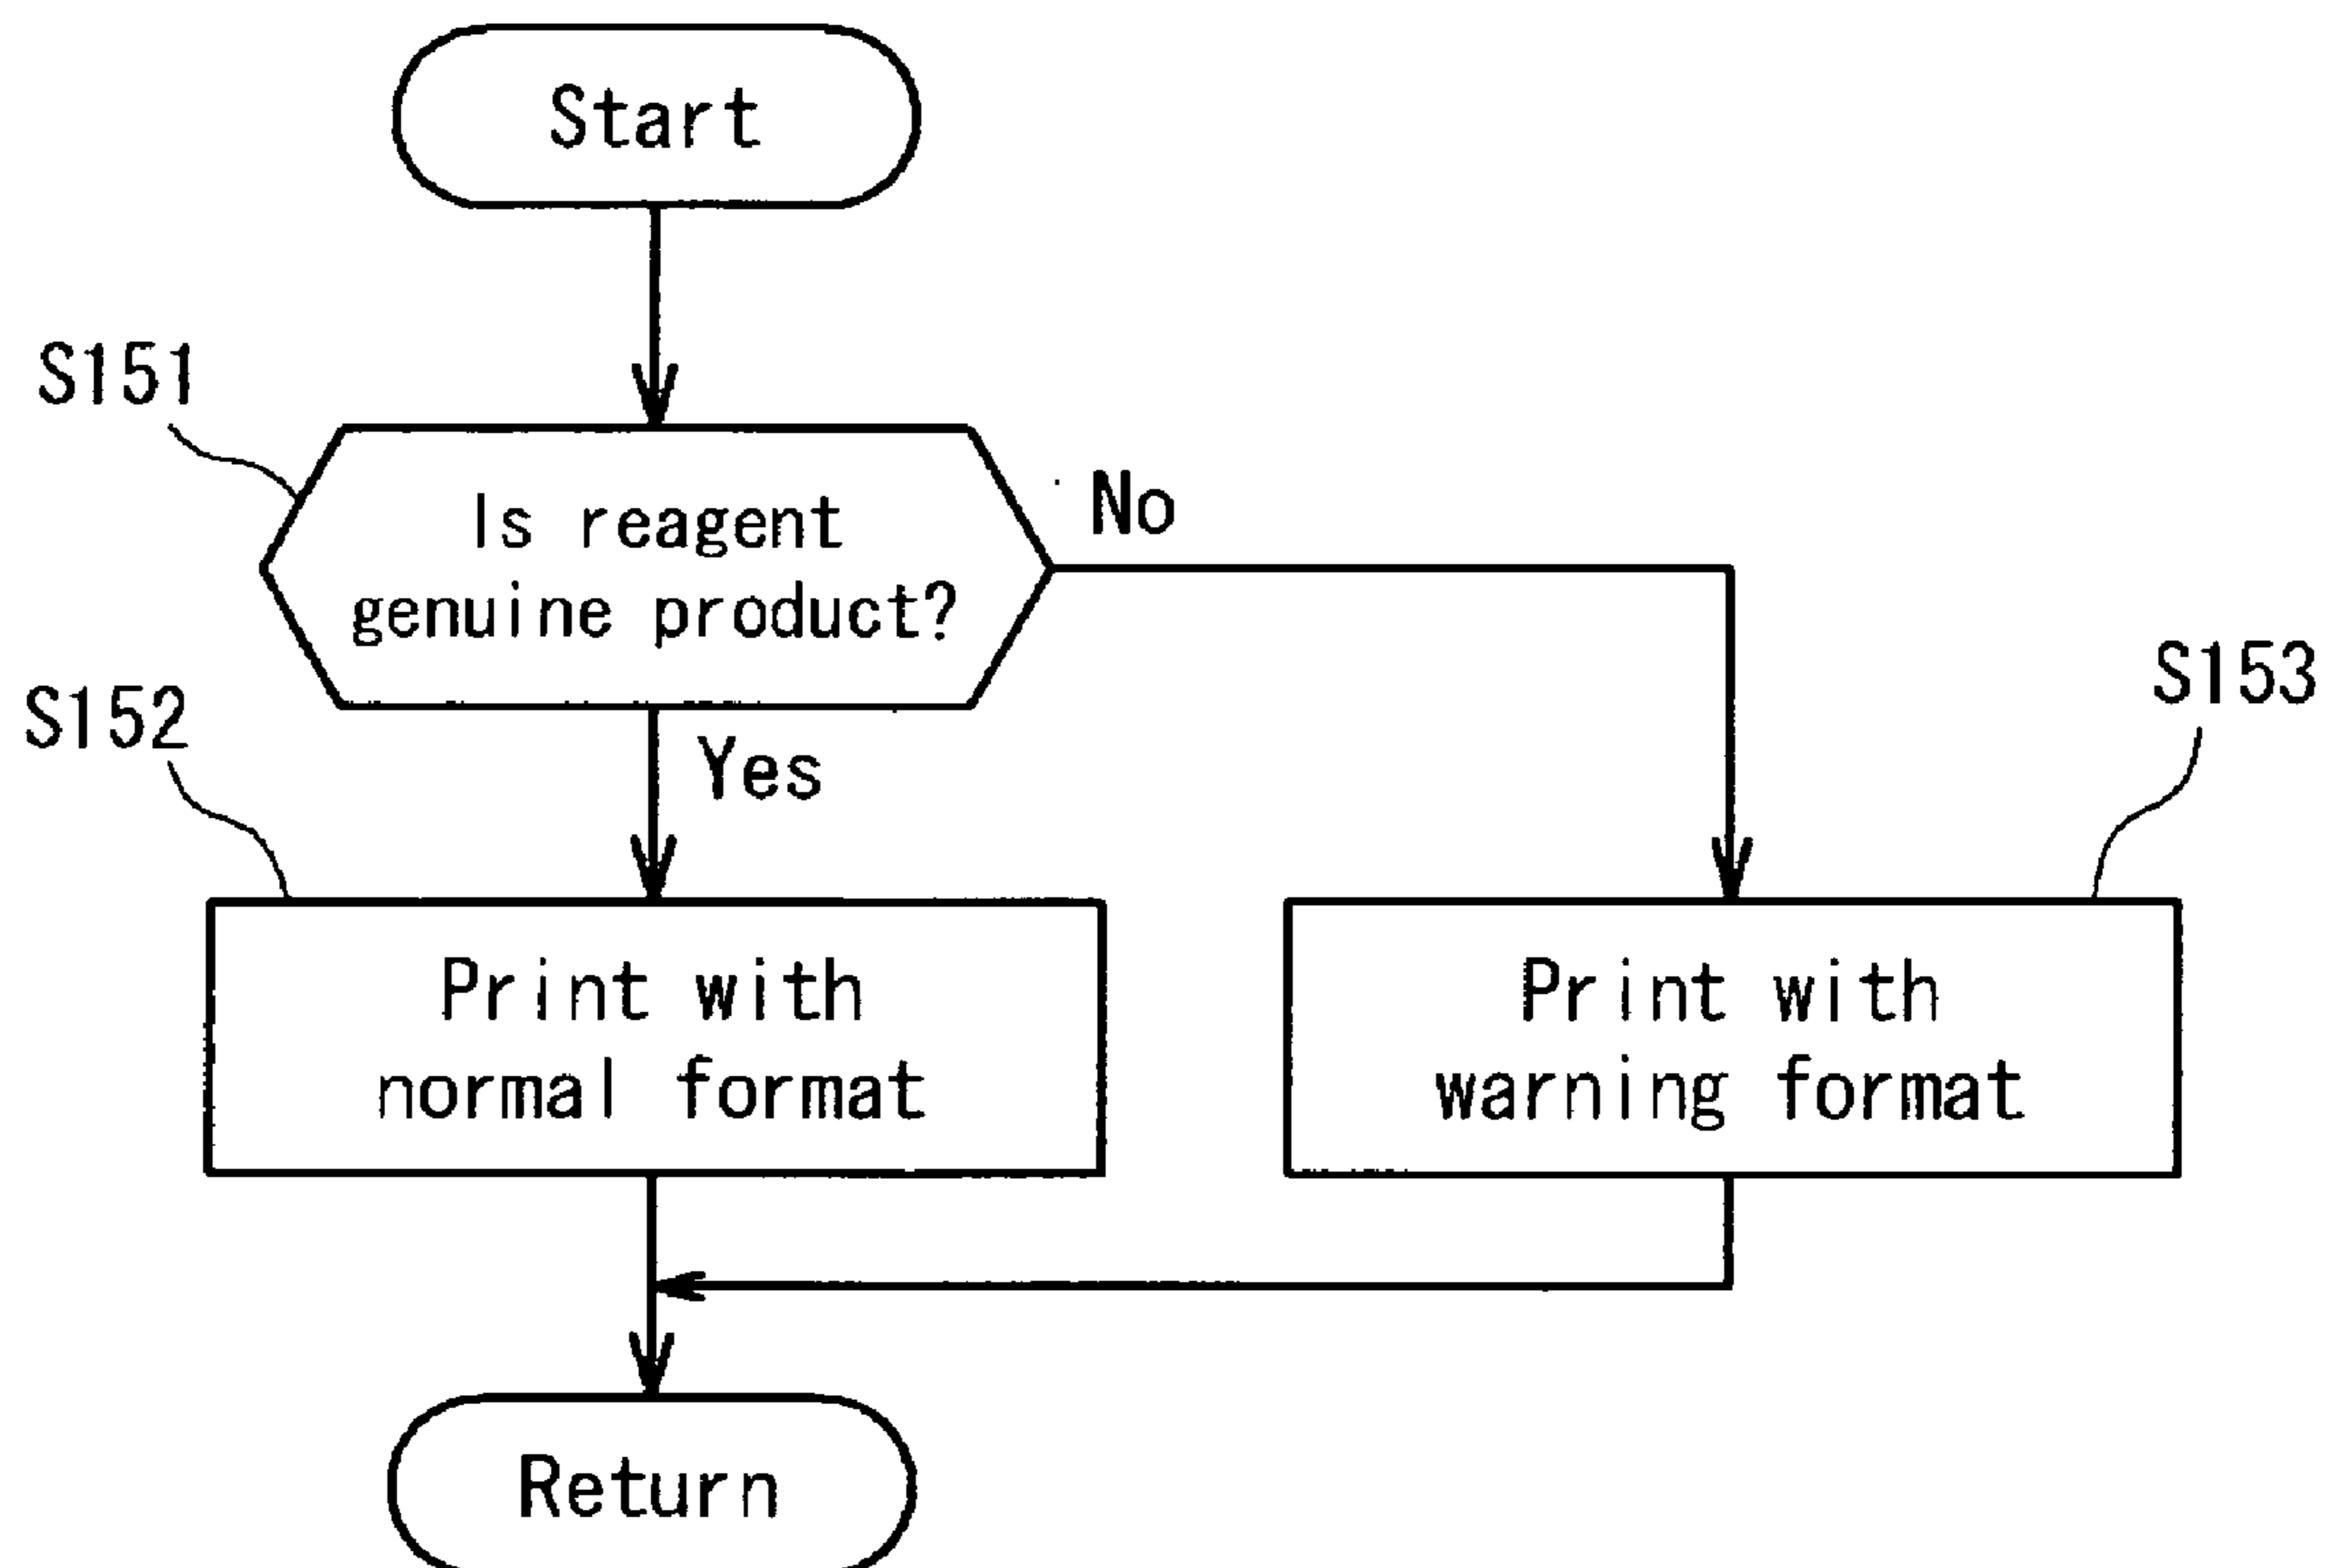 Start
S151
Is reagent
genuine product?
No
S152
Yes
S153
Print with
normal format
Print with
warning format
Return